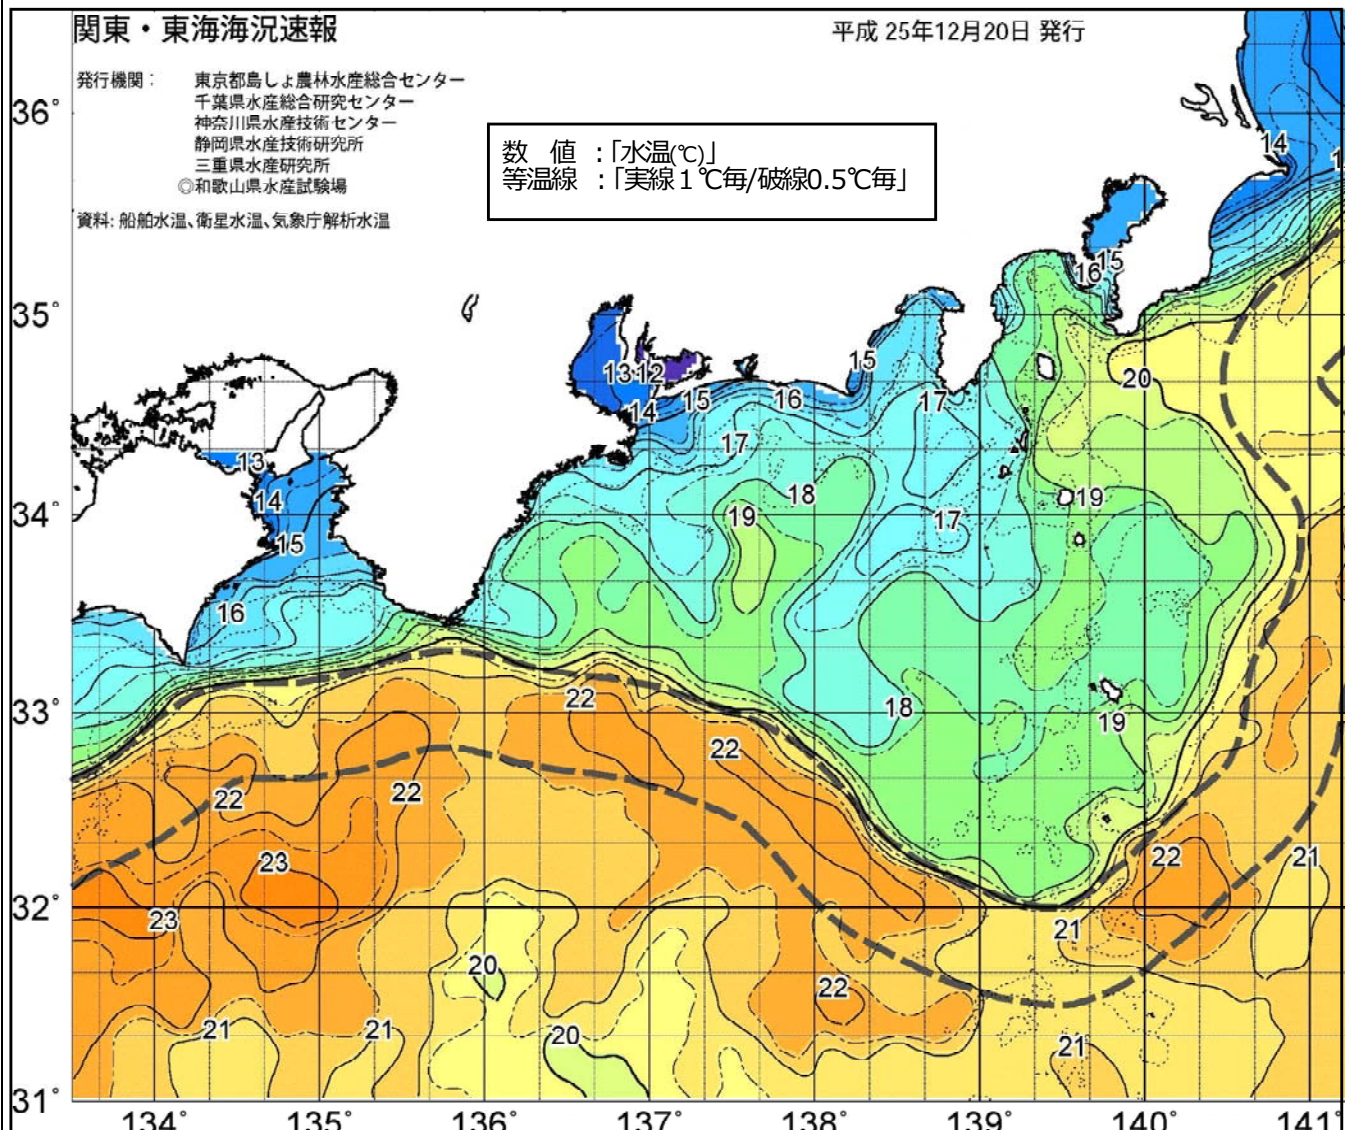 関東・東海海況速報
平成 25年12月20日 発行
発行機関：
東京都島しょ農林水産総合センター
千葉県水産総合研究センター
神奈川県水産技術センター
静岡県水産技術研究所
三重県水産研究所
◎和歌山県水産試験場
資料: 船舶水温､衛星水温､気象庁解析水温
数　値　：｢水温(℃)｣
等温線　：｢実線１℃毎/破線0.5℃毎｣
36°
14
15
16
35°
15
20
13 12
14 15 16 17
17
13
18
14
19 19
34°
17
15
16
22
33°
18
19
22
22 22
23 22 21
32°
23
21
20
22
21 21 20
21
31°
134° 135° 136° 137° 138° 139° 140° 141°